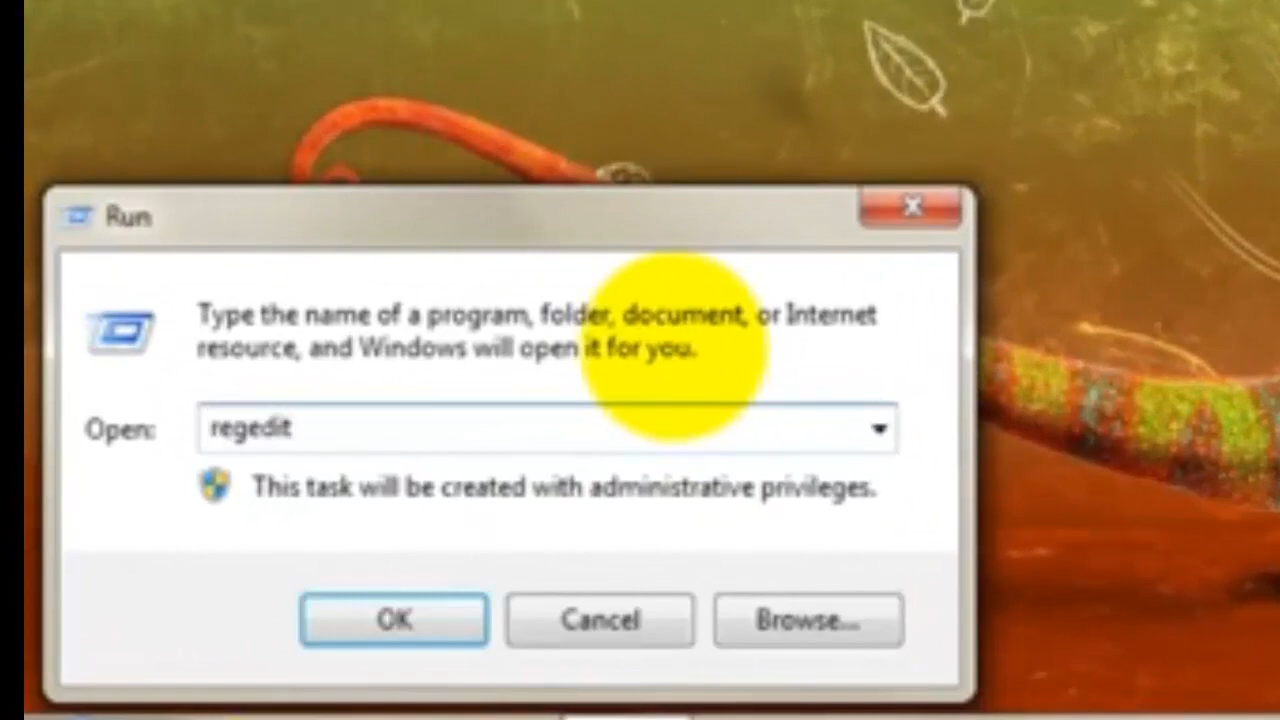 Run
Type the name of a program, folder, document, or Internet
resource, and Windows will open it for you.
Open:
regedit
This task will be created with administrative privileges.
OK
Cancel
Browse...